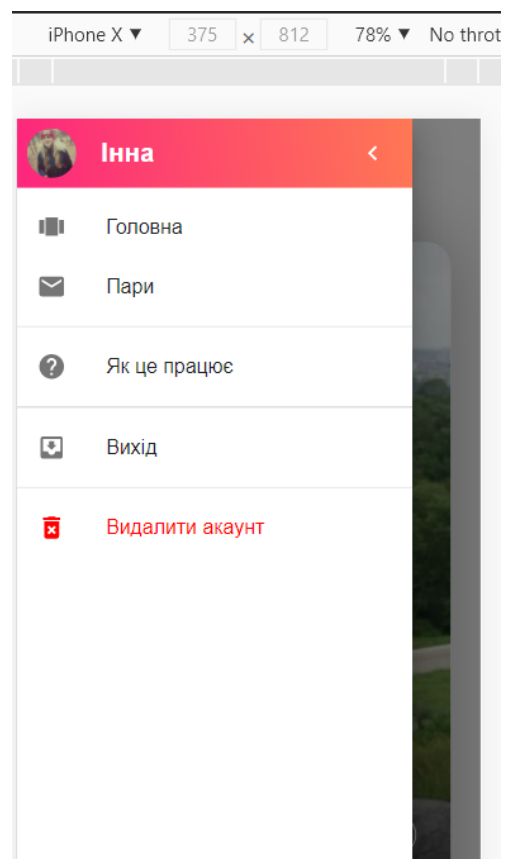 iPhone X ▼ 375 × 812 78% ▼ No throt
Інна
Головна
Пари
Як це працює
Вихід
Видалити акаунт